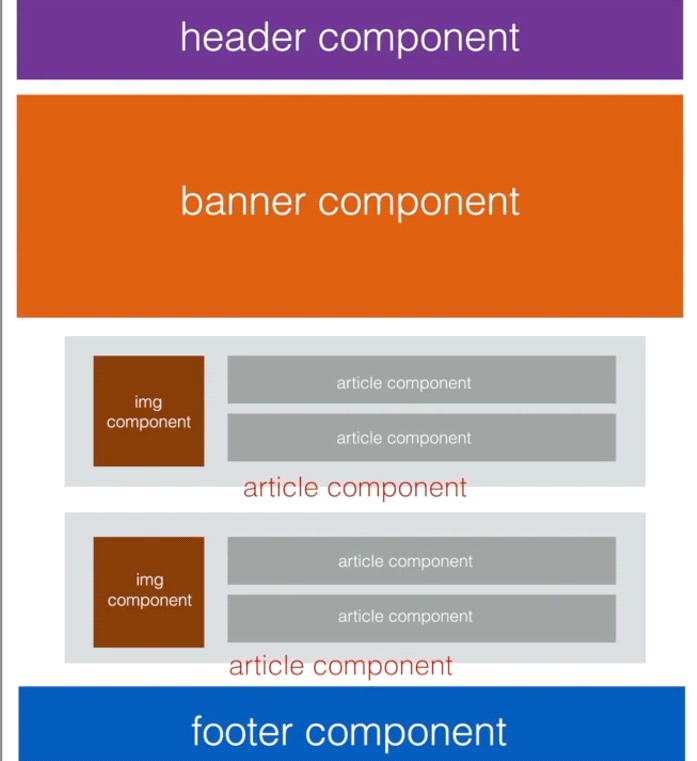 header component
banner component
img
component
article component
article component
article component
img
component
article component
article component
article component
footer component